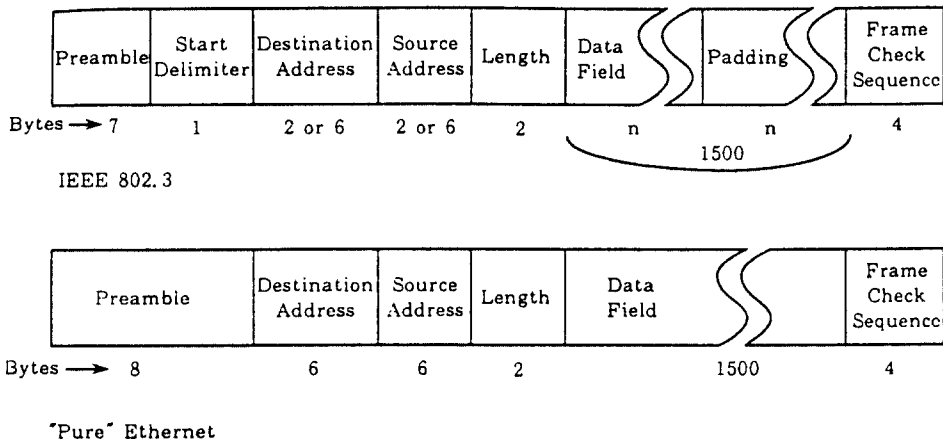 Preamble Start Delimiter Destination Address Source Address Length Data Field Padding Frame Check Sequence
Bytes → 7 1 2 or 6 2 or 6 2 n n 4
1500
IEEE 802.3
Preamble Destination Address Source Address Length Data Field Frame Check Sequence
Bytes → 8 6 6 2 1500 4
"Pure" Ethernet